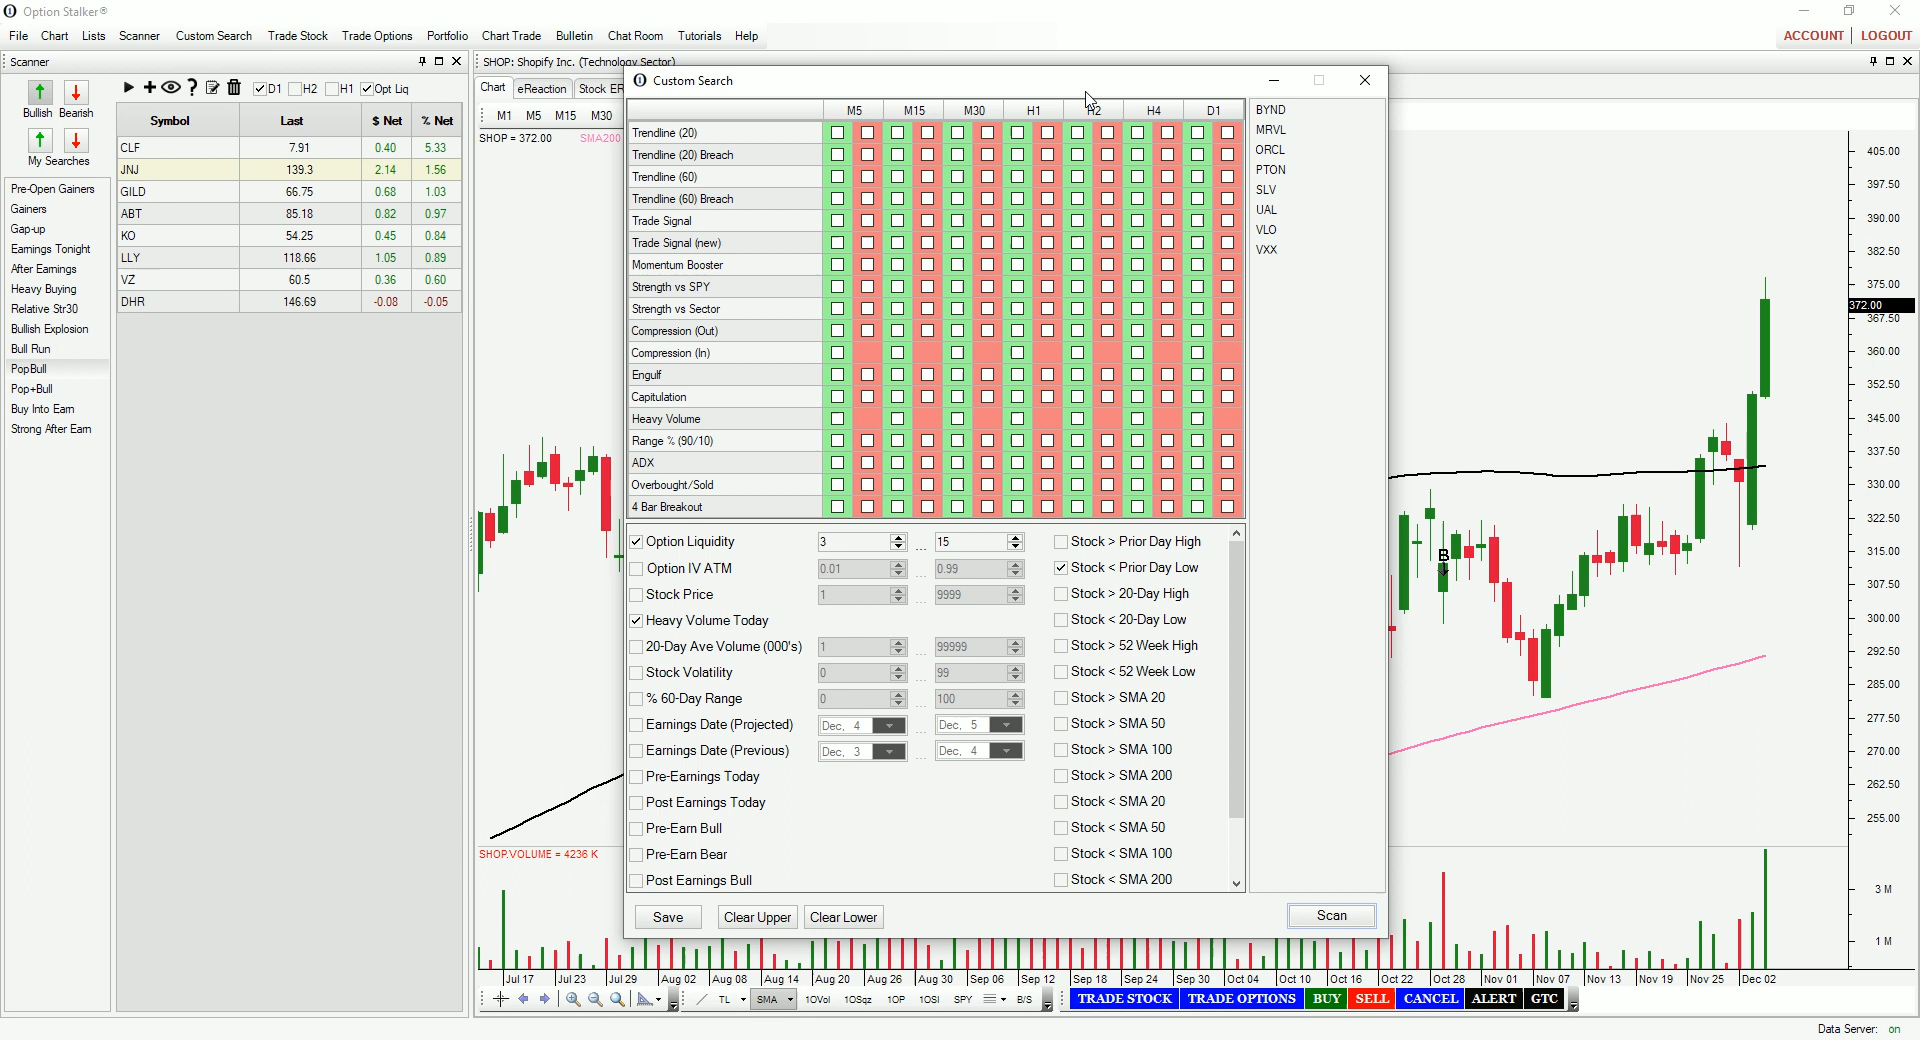 Option Stalker®
File Chart Lists Scanner Custom Search Trade Stock Trade Options Portfolio Chart Trade Bulletin Chat Room Tutorials Help
ACCOUNT LOGOUT
Scanner
Bullish Bearish
My Searches
Pre-Open Gainers
Gainers
Gap-up
Earnings Tonight
After Earnings
Heavy Buying
Relative Str30
Bullish Explosion
Bull Run
PopBull
Pop+Bull
Buy Into Earn
Strong After Earn
D1 H2 H1 Opt Liq
Symbol Last $ Net % Net
CLF 7.91 0.40 5.33
JNJ 139.3 2.14 1.56
GILD 66.75 0.68 1.03
ABT 85.18 0.82 0.97
KO 54.25 0.45 0.84
LLY 118.66 1.05 0.89
VZ 60.5 0.36 0.60
DHR 146.69 -0.08 -0.05
SHOP: Shopify Inc. (Technology Sector)
Chart eReaction Stock ER
M1 M5 M15 M30
SHOP = 372.00 SMA200
Custom Search
M5 M15 M30 H1 H2 H4 D1
Trendline (20)
Trendline (20) Breach
Trendline (60)
Trendline (60) Breach
Trade Signal
Trade Signal (new)
Momentum Booster
Strength vs SPY
Strength vs Sector
Compression (Out)
Compression (In)
Engulf
Capitulation
Heavy Volume
Range % (90/10)
ADX
Overbought/Sold
4 Bar Breakout
BYND
MRVL
ORCL
PTON
SLV
UAL
VLO
VXX
Option Liquidity 3 ... 15
Option IV ATM 0.01 ... 0.99
Stock Price 1 ... 9999
Heavy Volume Today
20-Day Ave Volume (000's) 1 ... 99999
Stock Volatility 0 ... 99
% 60-Day Range 0 ... 100
Earnings Date (Projected) Dec, 4 ... Dec, 5
Earnings Date (Previous) Dec, 3 ... Dec, 4
Pre-Earnings Today
Post Earnings Today
Pre-Earn Bull
Pre-Earn Bear
Post Earnings Bull
Stock > Prior Day High
Stock < Prior Day Low
Stock > 20-Day High
Stock < 20-Day Low
Stock > 52 Week High
Stock < 52 Week Low
Stock > SMA 20
Stock > SMA 50
Stock > SMA 100
Stock > SMA 200
Stock < SMA 20
Stock < SMA 50
Stock < SMA 100
Stock < SMA 200
Save Clear Upper Clear Lower Scan
B
405.00
397.50
390.00
382.50
375.00
372.00
367.50
360.00
352.50
345.00
337.50
330.00
322.50
315.00
307.50
300.00
292.50
285.00
277.50
270.00
262.50
255.00
SHOP.VOLUME = 4236 K
3 M
1 M
Jul 17 Jul 23 Jul 29 Aug 02 Aug 08 Aug 14 Aug 20 Aug 26 Aug 30 Sep 06 Sep 12 Sep 18 Sep 24 Sep 30 Oct 04 Oct 10 Oct 16 Oct 22 Oct 28 Nov 01 Nov 07 Nov 13 Nov 19 Nov 25 Dec 02
TL SMA 1OVol 1OSqz 1OP 1OSI SPY B/S
TRADE STOCK TRADE OPTIONS BUY SELL CANCEL ALERT GTC
Data Server: on